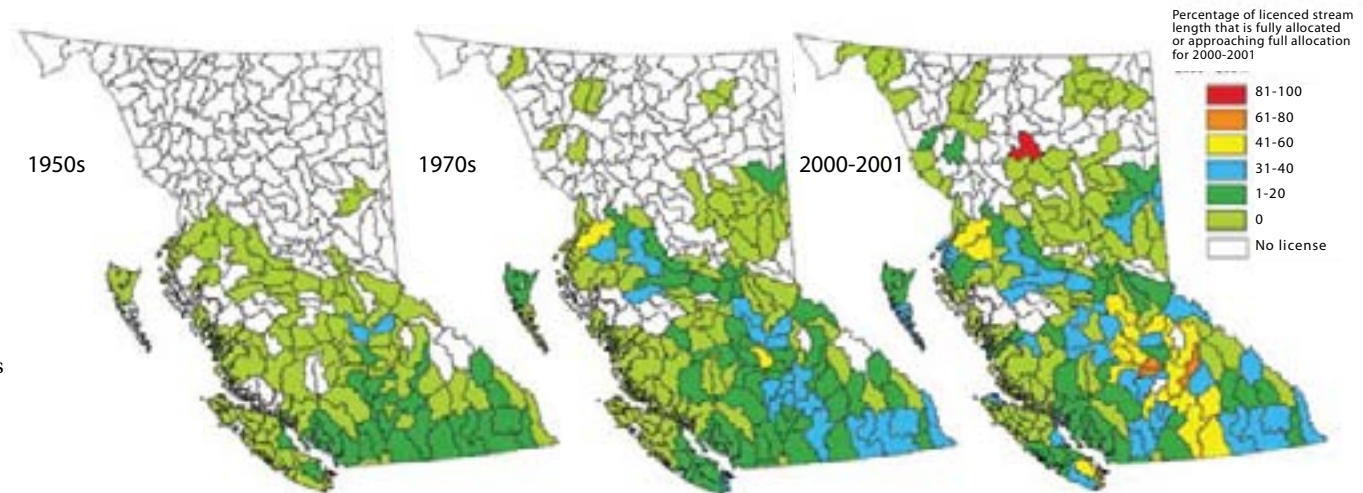 Percentage of licenced stream
length that is fully allocated
or approaching full allocation
for 2000-2001
1950s
1970s
2000-2001
81-100
61-80
41-60
31-40
1-20
0
No license
s